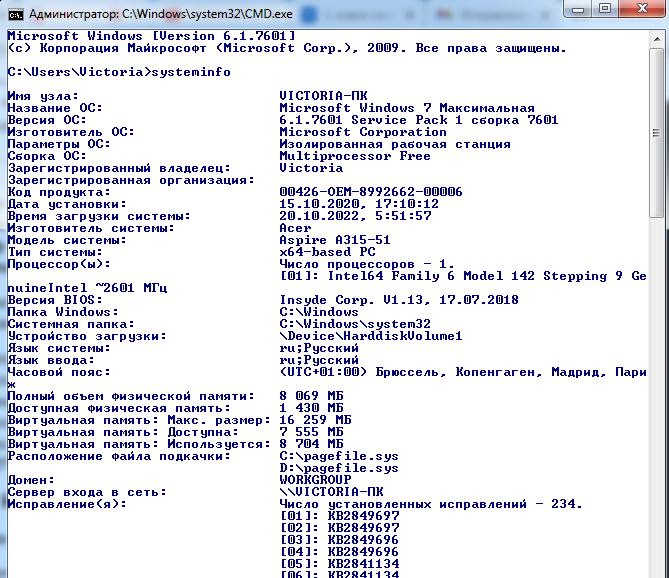 Администратор: C:\Windows\system32\CMD.exe
Microsoft Windows [Version 6.1.7601]
(c) Корпорация Майкрософт (Microsoft Corp.), 2009. Все права защищены.
C:\Users\Victoria>systeminfo
Имя узла: VICTORIA-ПК
Название ОС: Microsoft Windows 7 Максимальная
Версия ОС: 6.1.7601 Service Pack 1 сборка 7601
Изготовитель ОС: Microsoft Corporation
Параметры ОС: Изолированная рабочая станция
Сборка ОС: Multiprocessor Free
Зарегистрированный владелец: Victoria
Зарегистрированная организация:
Код продукта: 00426-OEM-8992662-00006
Дата установки: 15.10.2020, 17:10:12
Время загрузки системы: 20.10.2022, 5:51:57
Изготовитель системы: Acer
Модель системы: Aspire A315-51
Тип системы: x64-based PC
Процессор(ы): Число процессоров - 1.
[01]: Intel64 Family 6 Model 142 Stepping 9 Ge
nuineIntel ~2601 МГц
Версия BIOS: Insyde Corp. V1.13, 17.07.2018
Папка Windows: C:\Windows
Системная папка: C:\Windows\system32
Устройство загрузки: \Device\HarddiskVolume1
Язык системы: ru;Русский
Язык ввода: ru;Русский
Часовой пояс: (UTC+01:00) Брюссель, Копенгаген, Мадрид, Пари
ж
Полный объем физической памяти: 8 069 МБ
Доступная физическая память: 1 430 МБ
Виртуальная память: Макс. размер: 16 259 МБ
Виртуальная память: Доступна: 7 555 МБ
Виртуальная память: Используется: 8 704 МБ
Расположение файла подкачки: C:\pagefile.sys
D:\pagefile.sys
Домен: WORKGROUP
Сервер входа в сеть: \\VICTORIA-ПК
Исправление(я): Число установленных исправлений - 234.
[01]: KB2849697
[02]: KB2849697
[03]: KB2849696
[04]: KB2849696
[05]: KB2841134
[06]: KB2841134